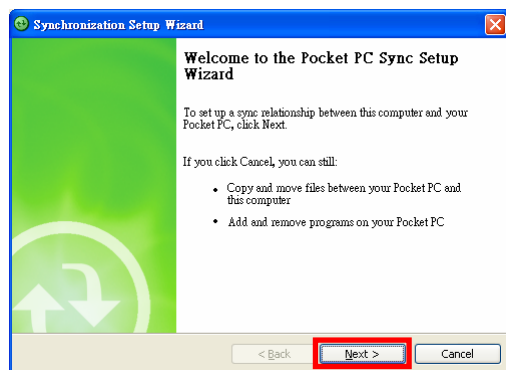 Synchronization Setup Wizard
Welcome to the Pocket PC Sync Setup
Wizard
To set up a sync relationship between this computer and your
Pocket PC, click Next.
If you click Cancel, you can still:
• Copy and move files between your Pocket PC and
this computer
• Add and remove programs on your Pocket PC
< Back Next > Cancel